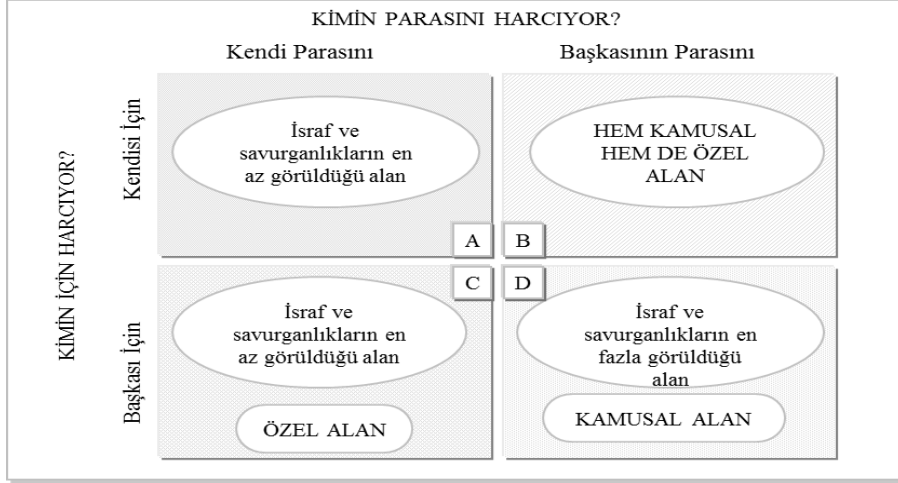 KİMİN PARASINI HARCIYOR?
Kendi Parasını
Başkasının Parasını
KİMİN İÇİN HARCIYOR?
Kendisi İçin
İsraf ve
savurganlıkların en
az görüldüğü alan
HEM KAMUSAL
HEM DE ÖZEL
ALAN
A
B
C
D
Başkası İçin
İsraf ve
savurganlıkların en
az görüldüğü alan
ÖZEL ALAN
İsraf ve
savurganlıkların en
fazla görüldüğü
alan
KAMUSAL ALAN